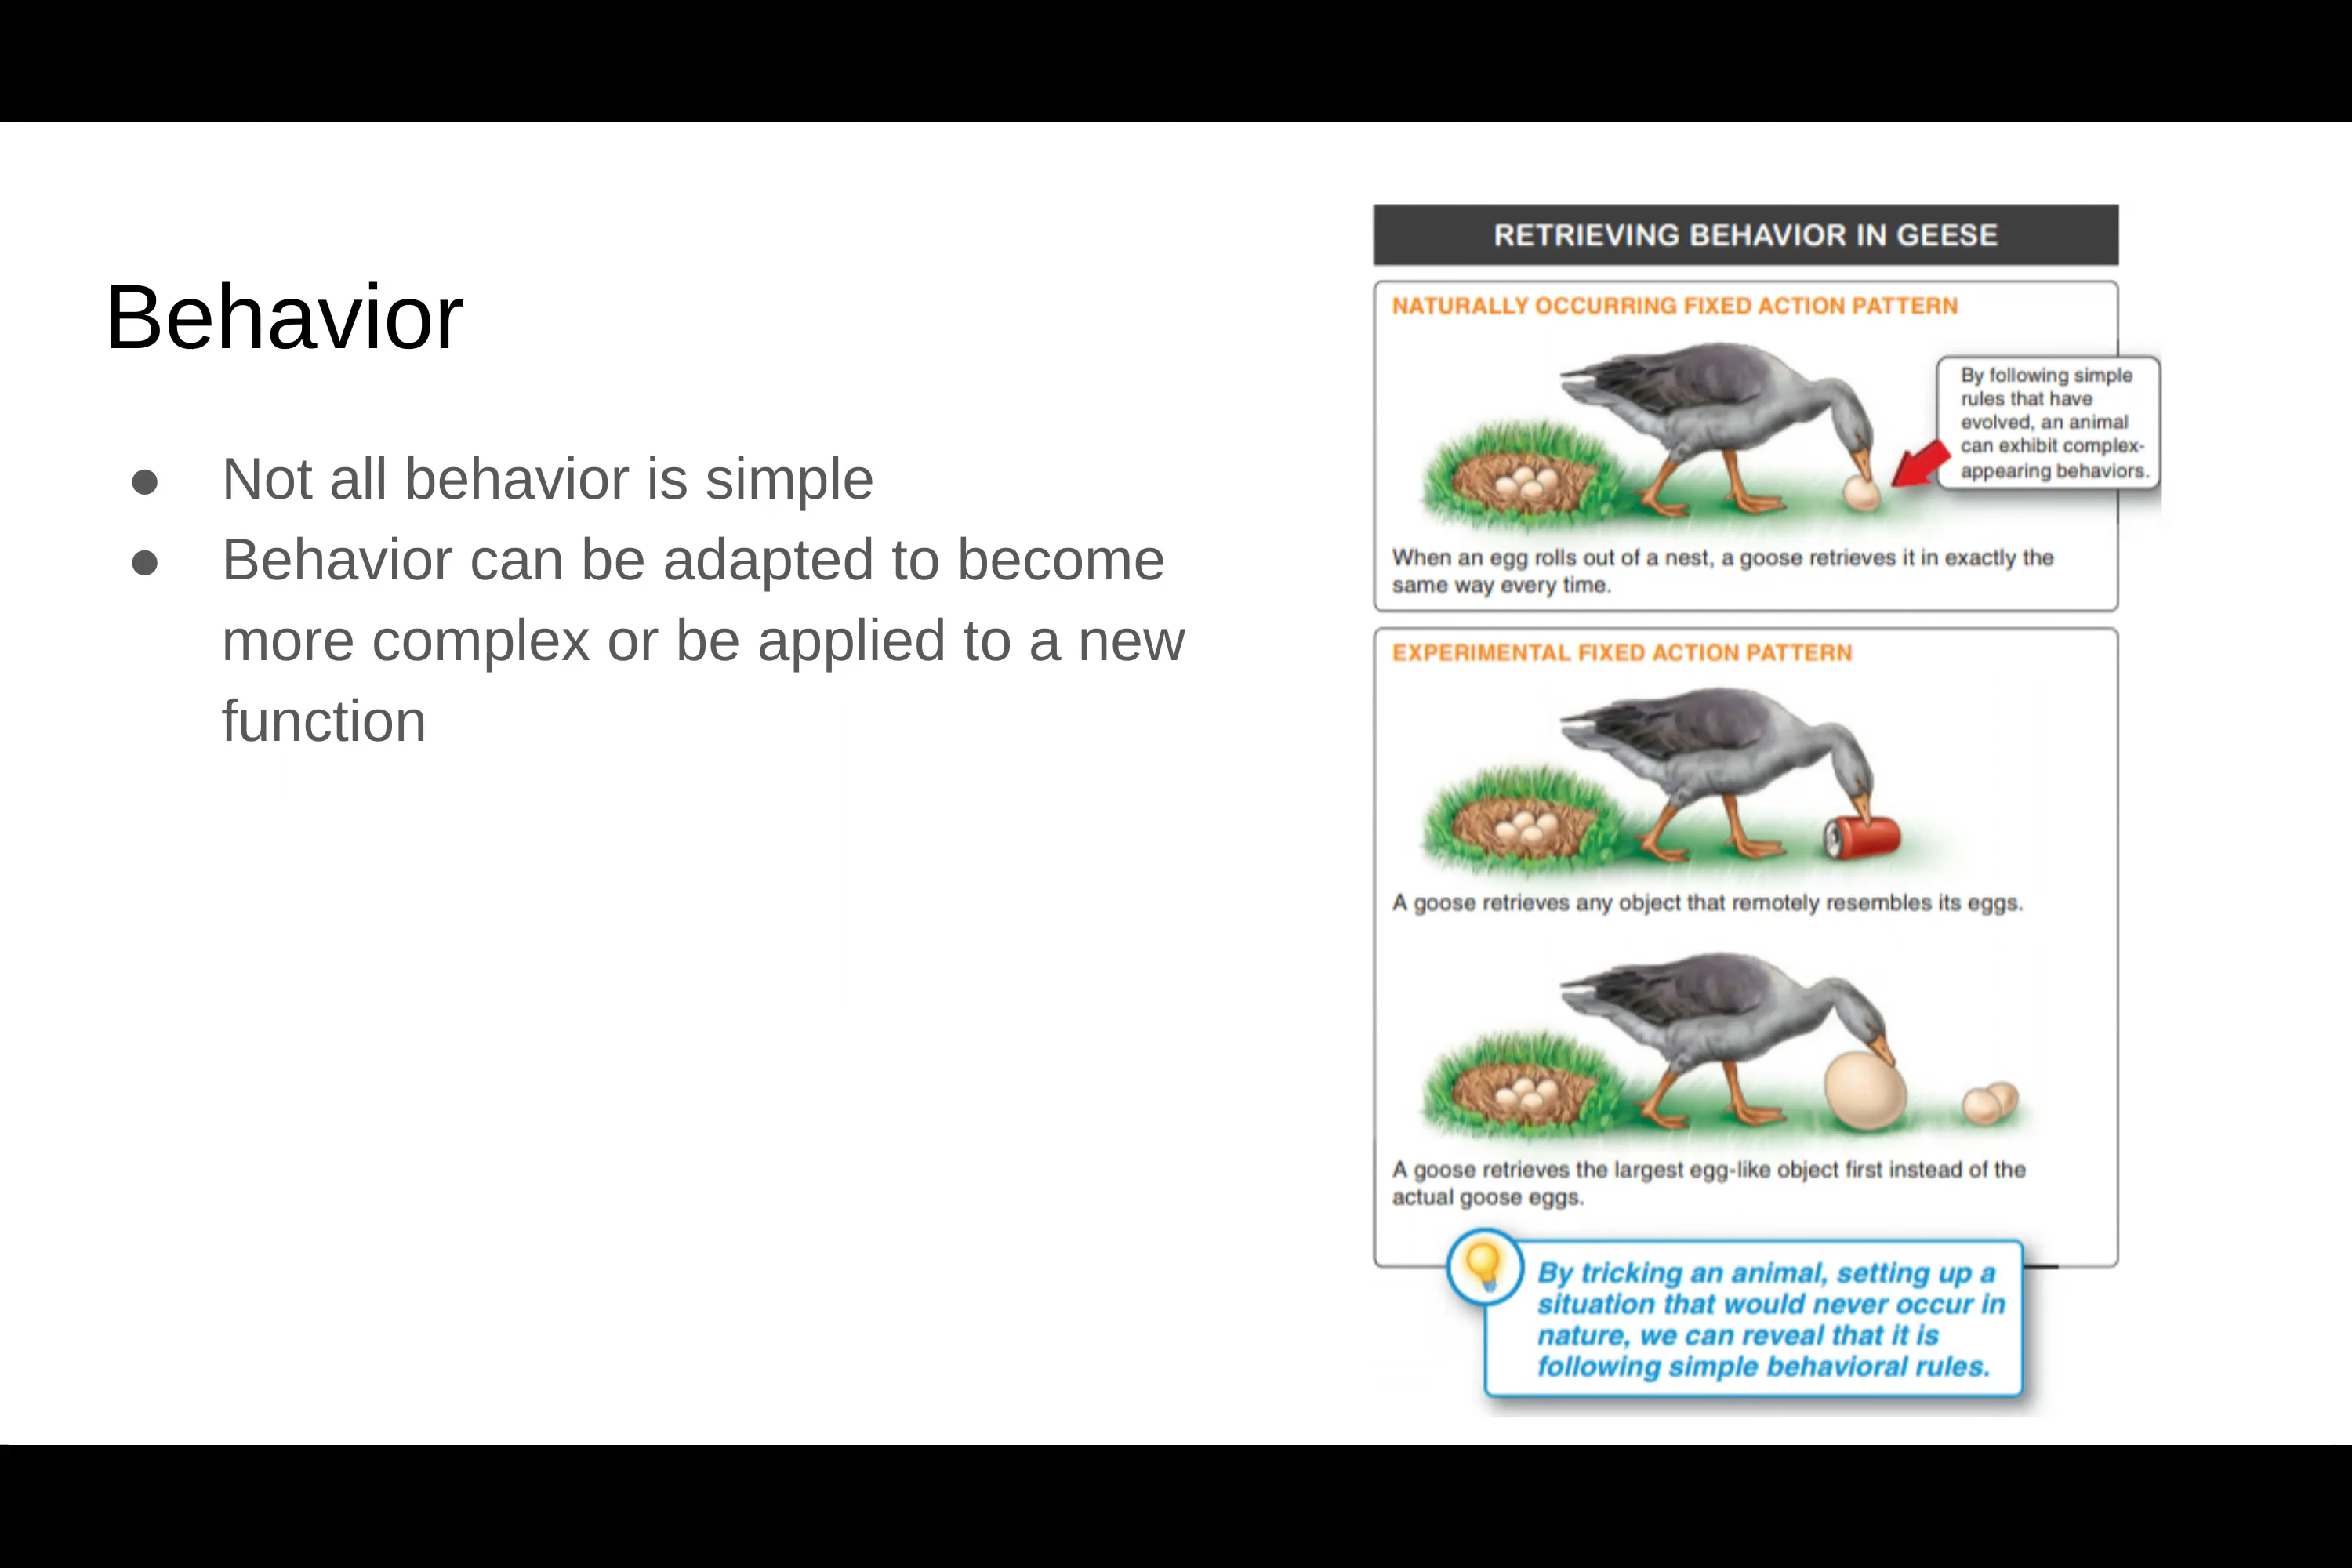 Behavior
● Not all behavior is simple
● Behavior can be adapted to become
more complex or be applied to a new
function
RETRIEVING BEHAVIOR IN GEESE
NATURALLY OCCURRING FIXED ACTION PATTERN
By following simple
rules that have
evolved, an animal
can exhibit complex-
appearing behaviors.
When an egg rolls out of a nest, a goose retrieves it in exactly the
same way every time.
EXPERIMENTAL FIXED ACTION PATTERN
A goose retrieves any object that remotely resembles its eggs.
A goose retrieves the largest egg-like object first instead of the
actual goose eggs.
By tricking an animal, setting up a
situation that would never occur in
nature, we can reveal that it is
following simple behavioral rules.